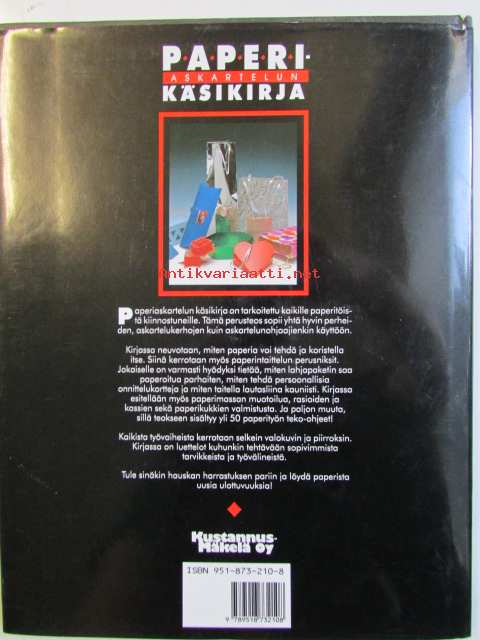 P·A·P·E·R·I-
ASKARTELUN
KÄSIKIRJA
Antikvariaatti.net
Paperiaskartelun käsikirja on tarkoitettu kaikille paperitöis-
tä kiinnostuneille. Tämä perusteos sopii yhtä hyvin perhei-
den, askartelukerhojen kuin askartelunohjaajienkin käyttöön.
Kirjassa neuvotaan, miten paperia voi tehdä ja koristella
itse. Siinä kerrotaan myös paperintaittelun perusniksit.
Jokaiselle on varmasti hyödyksi tietää, miten lahjapaketin saa
paperoitua parhaiten, miten tehdä persoonallisia
onnittelukortteja ja miten taitella lautasliina kauniisti. Kirjassa
esitellään myös paperimassan muotoilua, rasioiden ja
kassien sekä paperikukkien valmistusta. Ja paljon muuta,
sillä teokseen sisältyy yli 50 paperityön teko-ohjeet!
Kaikista työvaiheista kerrotaan selkein valokuvin ja piirroksin.
Kirjassa on luettelot kuhunkin tehtävään sopivimmista
tarvikkeista ja työvälineistä.
Tule sinäkin hauskan harrastuksen pariin ja löydä paperista
uusia ulottuvuuksia!
Kustannus-
Mäkelä Oy
ISBN 951-873-210-8
9 789518 732108